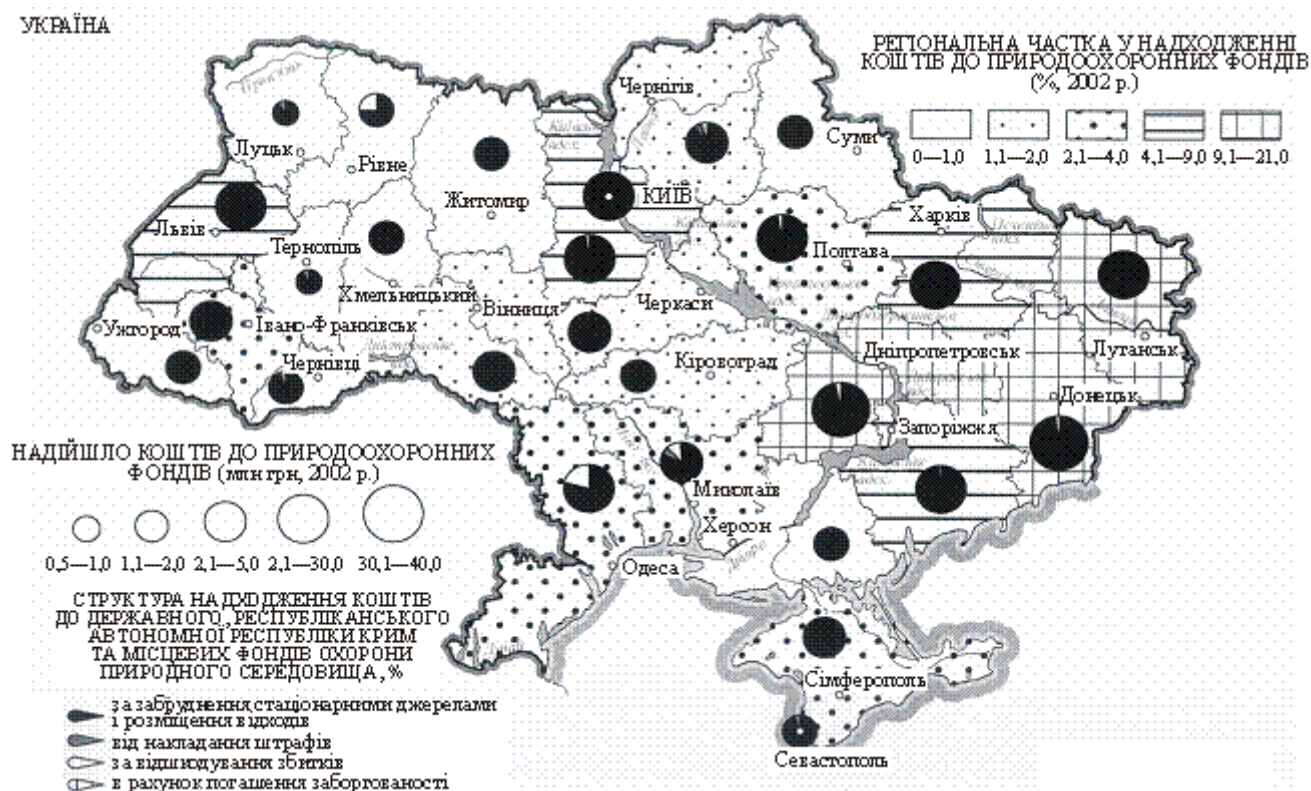 УКРАЇНА
РЕГІОНАЛЬНА ЧАСТКА У НАДХОДЖЕННІ
КОШТІВ ДО ПРИРОДООХОРОННИХ ФОНДІВ
(%, 2002 р.)
0—1,0 1,1—2,0 2,1—4,0 4,1—9,0 9,1—21,0
Чернігів
Суми
Луцьк
Рівне
Житомир
КИЇВ
Харків
Львів
Тернопіль
Полтава
Хмельницький
Вінниця
Черкаси
Ужгород
Івано-Франківськ
Чернівці
Кіровоград
Дніпропетровськ
Луганськ
Донецьк
Запоріжжя
Миколаїв
Херсон
Одеса
Сімферополь
Севастополь
НАДІЙШЛО КОШТІВ ДО ПРИРОДООХОРОННИХ
ФОНДІВ (млн грн, 2002 р.)
0,5—1,0 1,1—2,0 2,1—5,0 2,1—30,0 30,1—40,0
СТРУКТУРА НАДХОДЖЕННЯ КОШТІВ
ДО ДЕРЖАВНОГО, РЕСПУБЛІКАНСЬКОГО
АВТОНОМНОЇ РЕСПУБЛІКИ КРИМ
ТА МІСЦЕВИХ ФОНДІВ ОХОРОНИ
ПРИРОДНОГО СЕРЕДОВИЩА, %
за забруднення стаціонарними джерелами
і розміщення відходів
від накладання штрафів
за відшкодування збитків
в рахунок погашення заборгованості